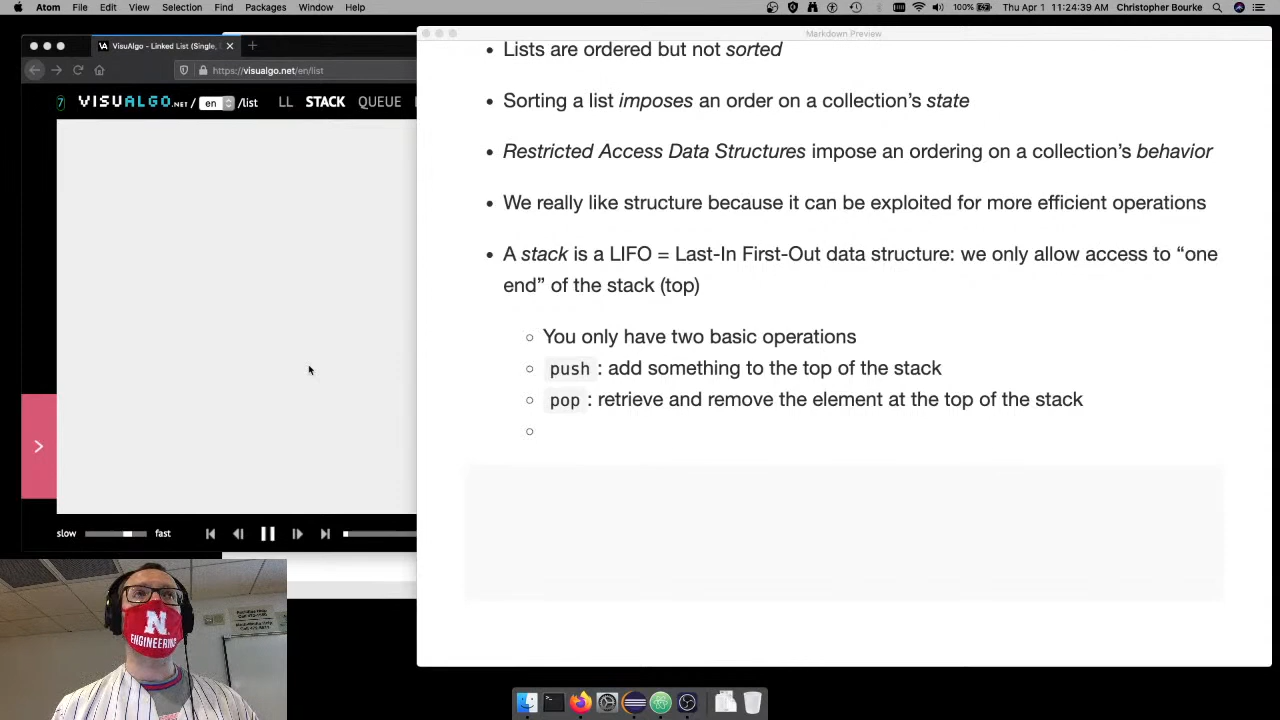 Atom File Edit View Selection Find Packages Window Help
100% Thu Apr 1 11:24:39 AM Christopher Bourke
VisuAlgo - Linked List (Single,
Markdown Preview
https://visualgo.net/en/list
7 VISUALGO.NET / en /list LL STACK QUEUE
• Lists are ordered but not sorted
• Sorting a list imposes an order on a collection's state
• Restricted Access Data Structures impose an ordering on a collection's behavior
• We really like structure because it can be exploited for more efficient operations
• A stack is a LIFO = Last-In First-Out data structure: we only allow access to “one
end” of the stack (top)
◦ You only have two basic operations
◦ push : add something to the top of the stack
◦ pop : retrieve and remove the element at the top of the stack
slow fast
N
ENGINEERING